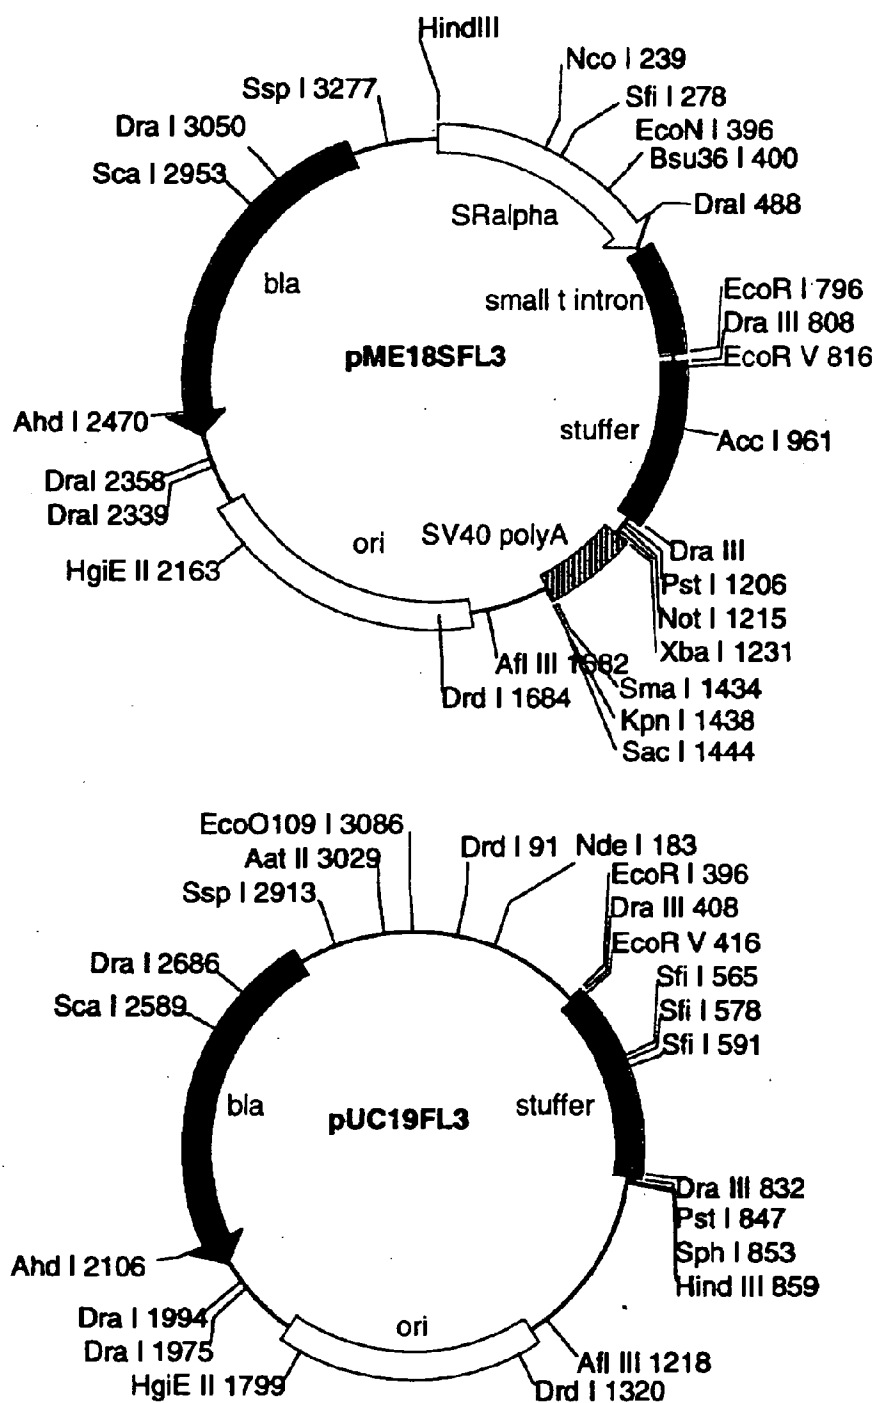 HindIII
Nco I 239
Ssp I 3277
Sfi I 278
Dra I 3050
EcoN I 396
Bsu36 I 400
Sca I 2953
DraI 488
SRalpha
bla
small t intron
EcoR I 796
Dra III 808
pME18SFL3
EcoR V 816
Ahd I 2470
stuffer
Acc I 961
DraI 2358
DraI 2339
ori
SV40 polyA
Dra III
HgiE II 2163
Pst I 1206
Not I 1215
Xba I 1231
Afl III 1682
Sma I 1434
Drd I 1684
Kpn I 1438
Sac I 1444
EcoO109 I 3086
Drd I 91
Nde I 183
Aat II 3029
EcoR I 396
Ssp I 2913
Dra III 408
EcoR V 416
Dra I 2686
Sfi I 565
Sca I 2589
Sfi I 578
Sfi I 591
bla
pUC19FL3
stuffer
Dra III 832
Pst I 847
Sph I 853
Ahd I 2106
Hind III 859
Dra I 1994
ori
Dra I 1975
Afl III 1218
HgiE II 1799
Drd I 1320